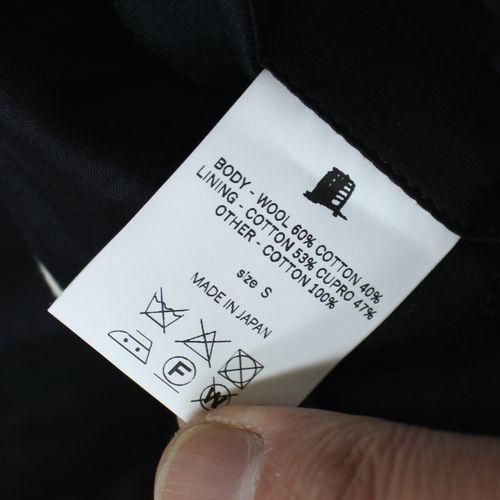 BODY - WOOL 60% COTTON 40%
LINING - COTTON 53% CUPRO 47%
OTHER - COTTON 100%
size S
MADE IN JAPAN
F
W